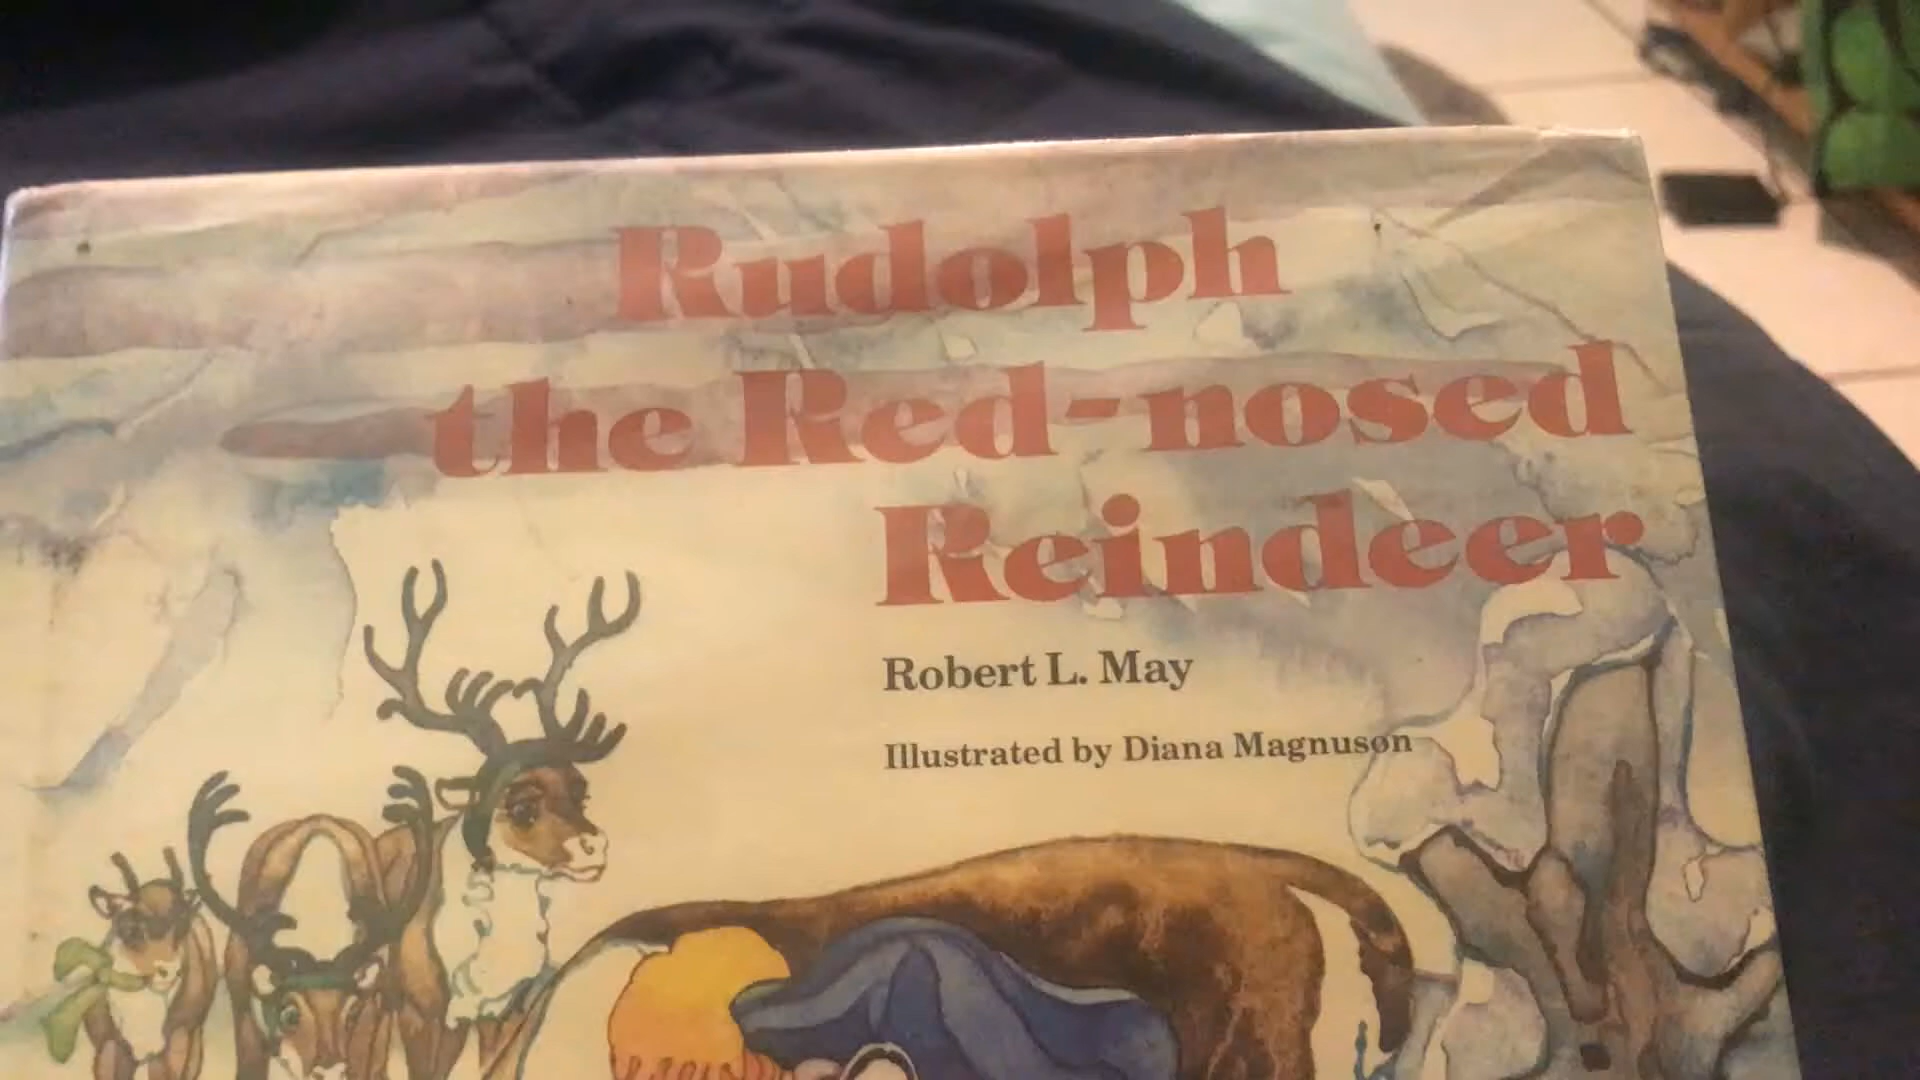 Rudolph
the Red-nosed
Reindeer
Robert L. May
Illustrated by Diana Magnuson